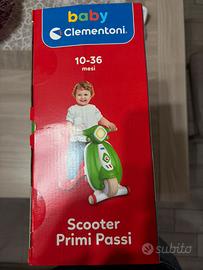 baby
Clementoni
10-36
mesi
Scooter
Primi Passi
subito